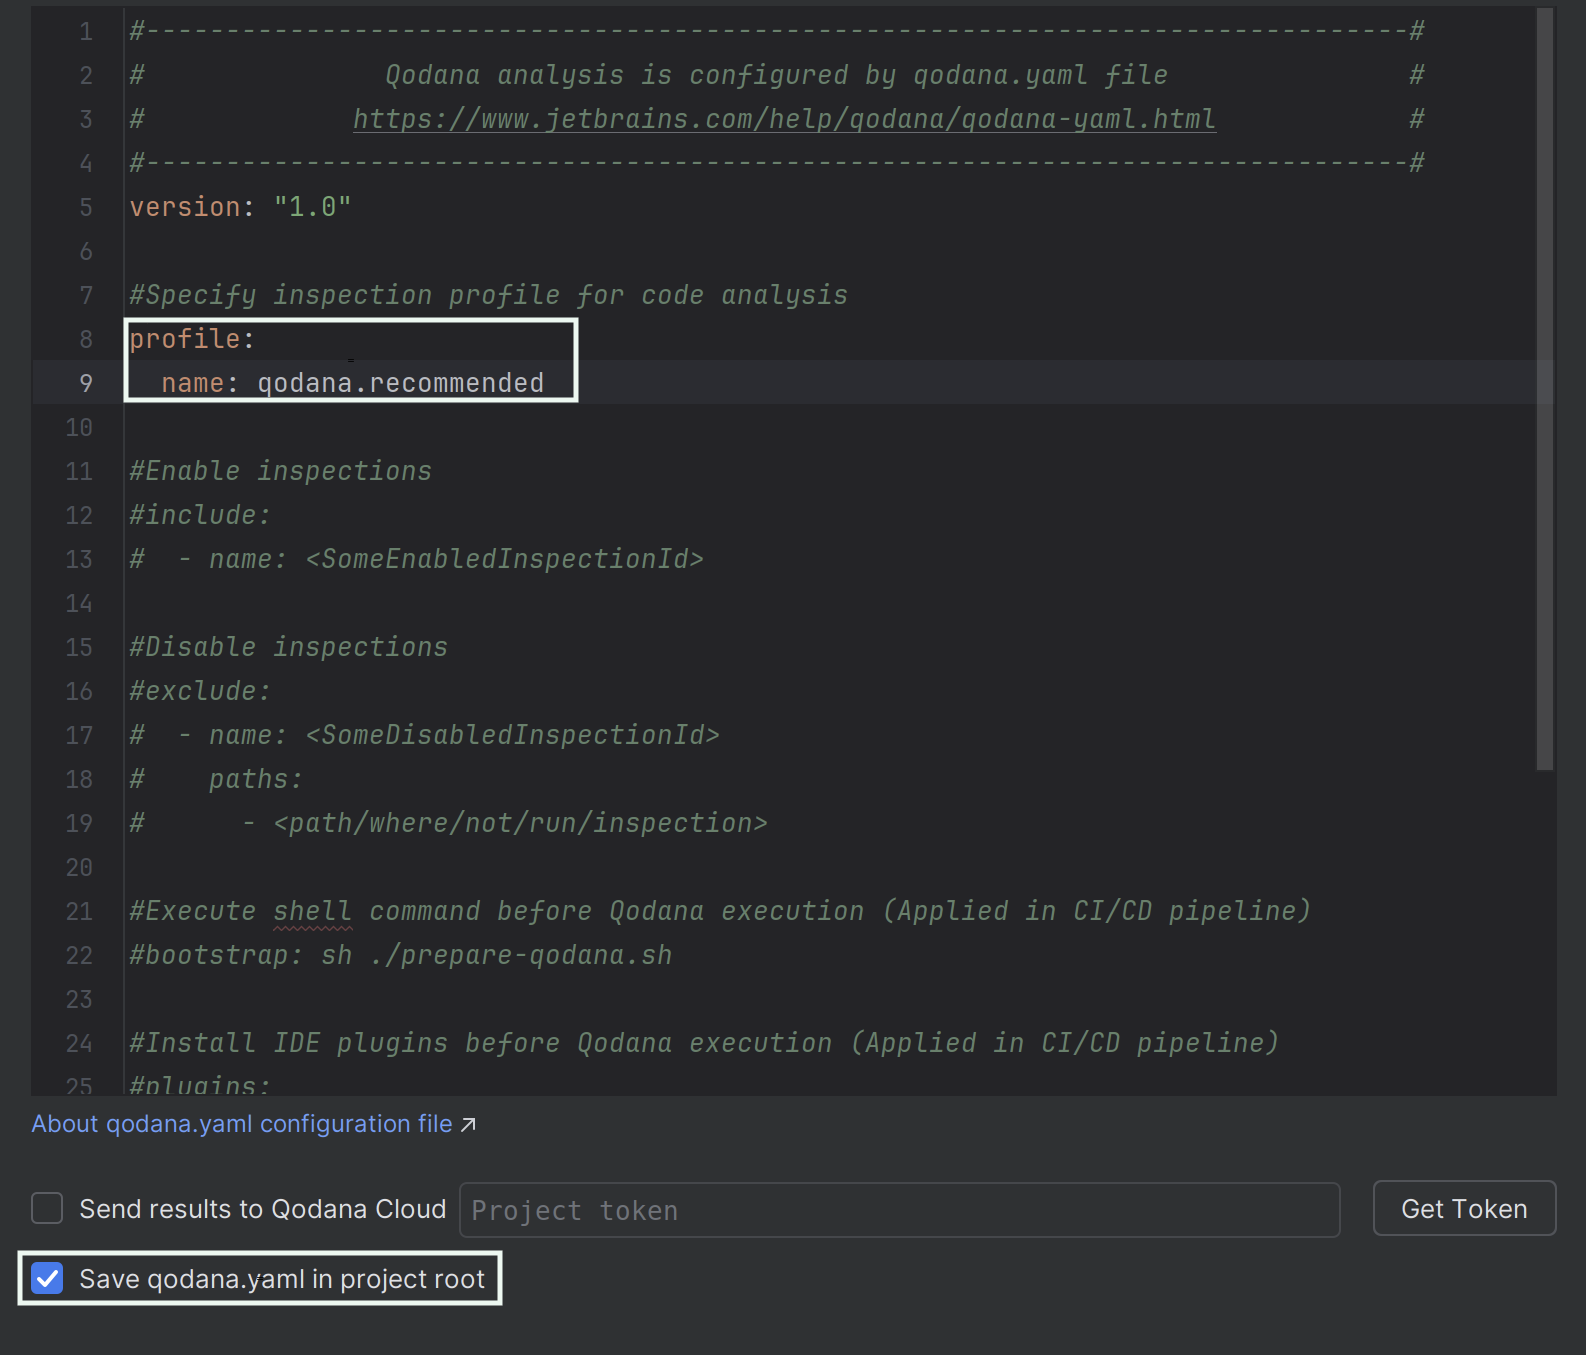 1 #-------------------------------------------------------------------------------#
2 #               Qodana analysis is configured by qodana.yaml file               #
3 #             https://www.jetbrains.com/help/qodana/qodana-yaml.html            #
4 #-------------------------------------------------------------------------------#
5 version: "1.0"
6
7 #Specify inspection profile for code analysis
8 profile:
9   name: qodana.recommended
10
11 #Enable inspections
12 #include:
13 #  - name: <SomeEnabledInspectionId>
14
15 #Disable inspections
16 #exclude:
17 #  - name: <SomeDisabledInspectionId>
18 #    paths:
19 #      - <path/where/not/run/inspection>
20
21 #Execute shell command before Qodana execution (Applied in CI/CD pipeline)
22 #bootstrap: sh ./prepare-qodana.sh
23
24 #Install IDE plugins before Qodana execution (Applied in CI/CD pipeline)
25 #plugins:
About qodana.yaml configuration file ↗
Send results to Qodana Cloud Project token Get Token
Save qodana.yaml in project root